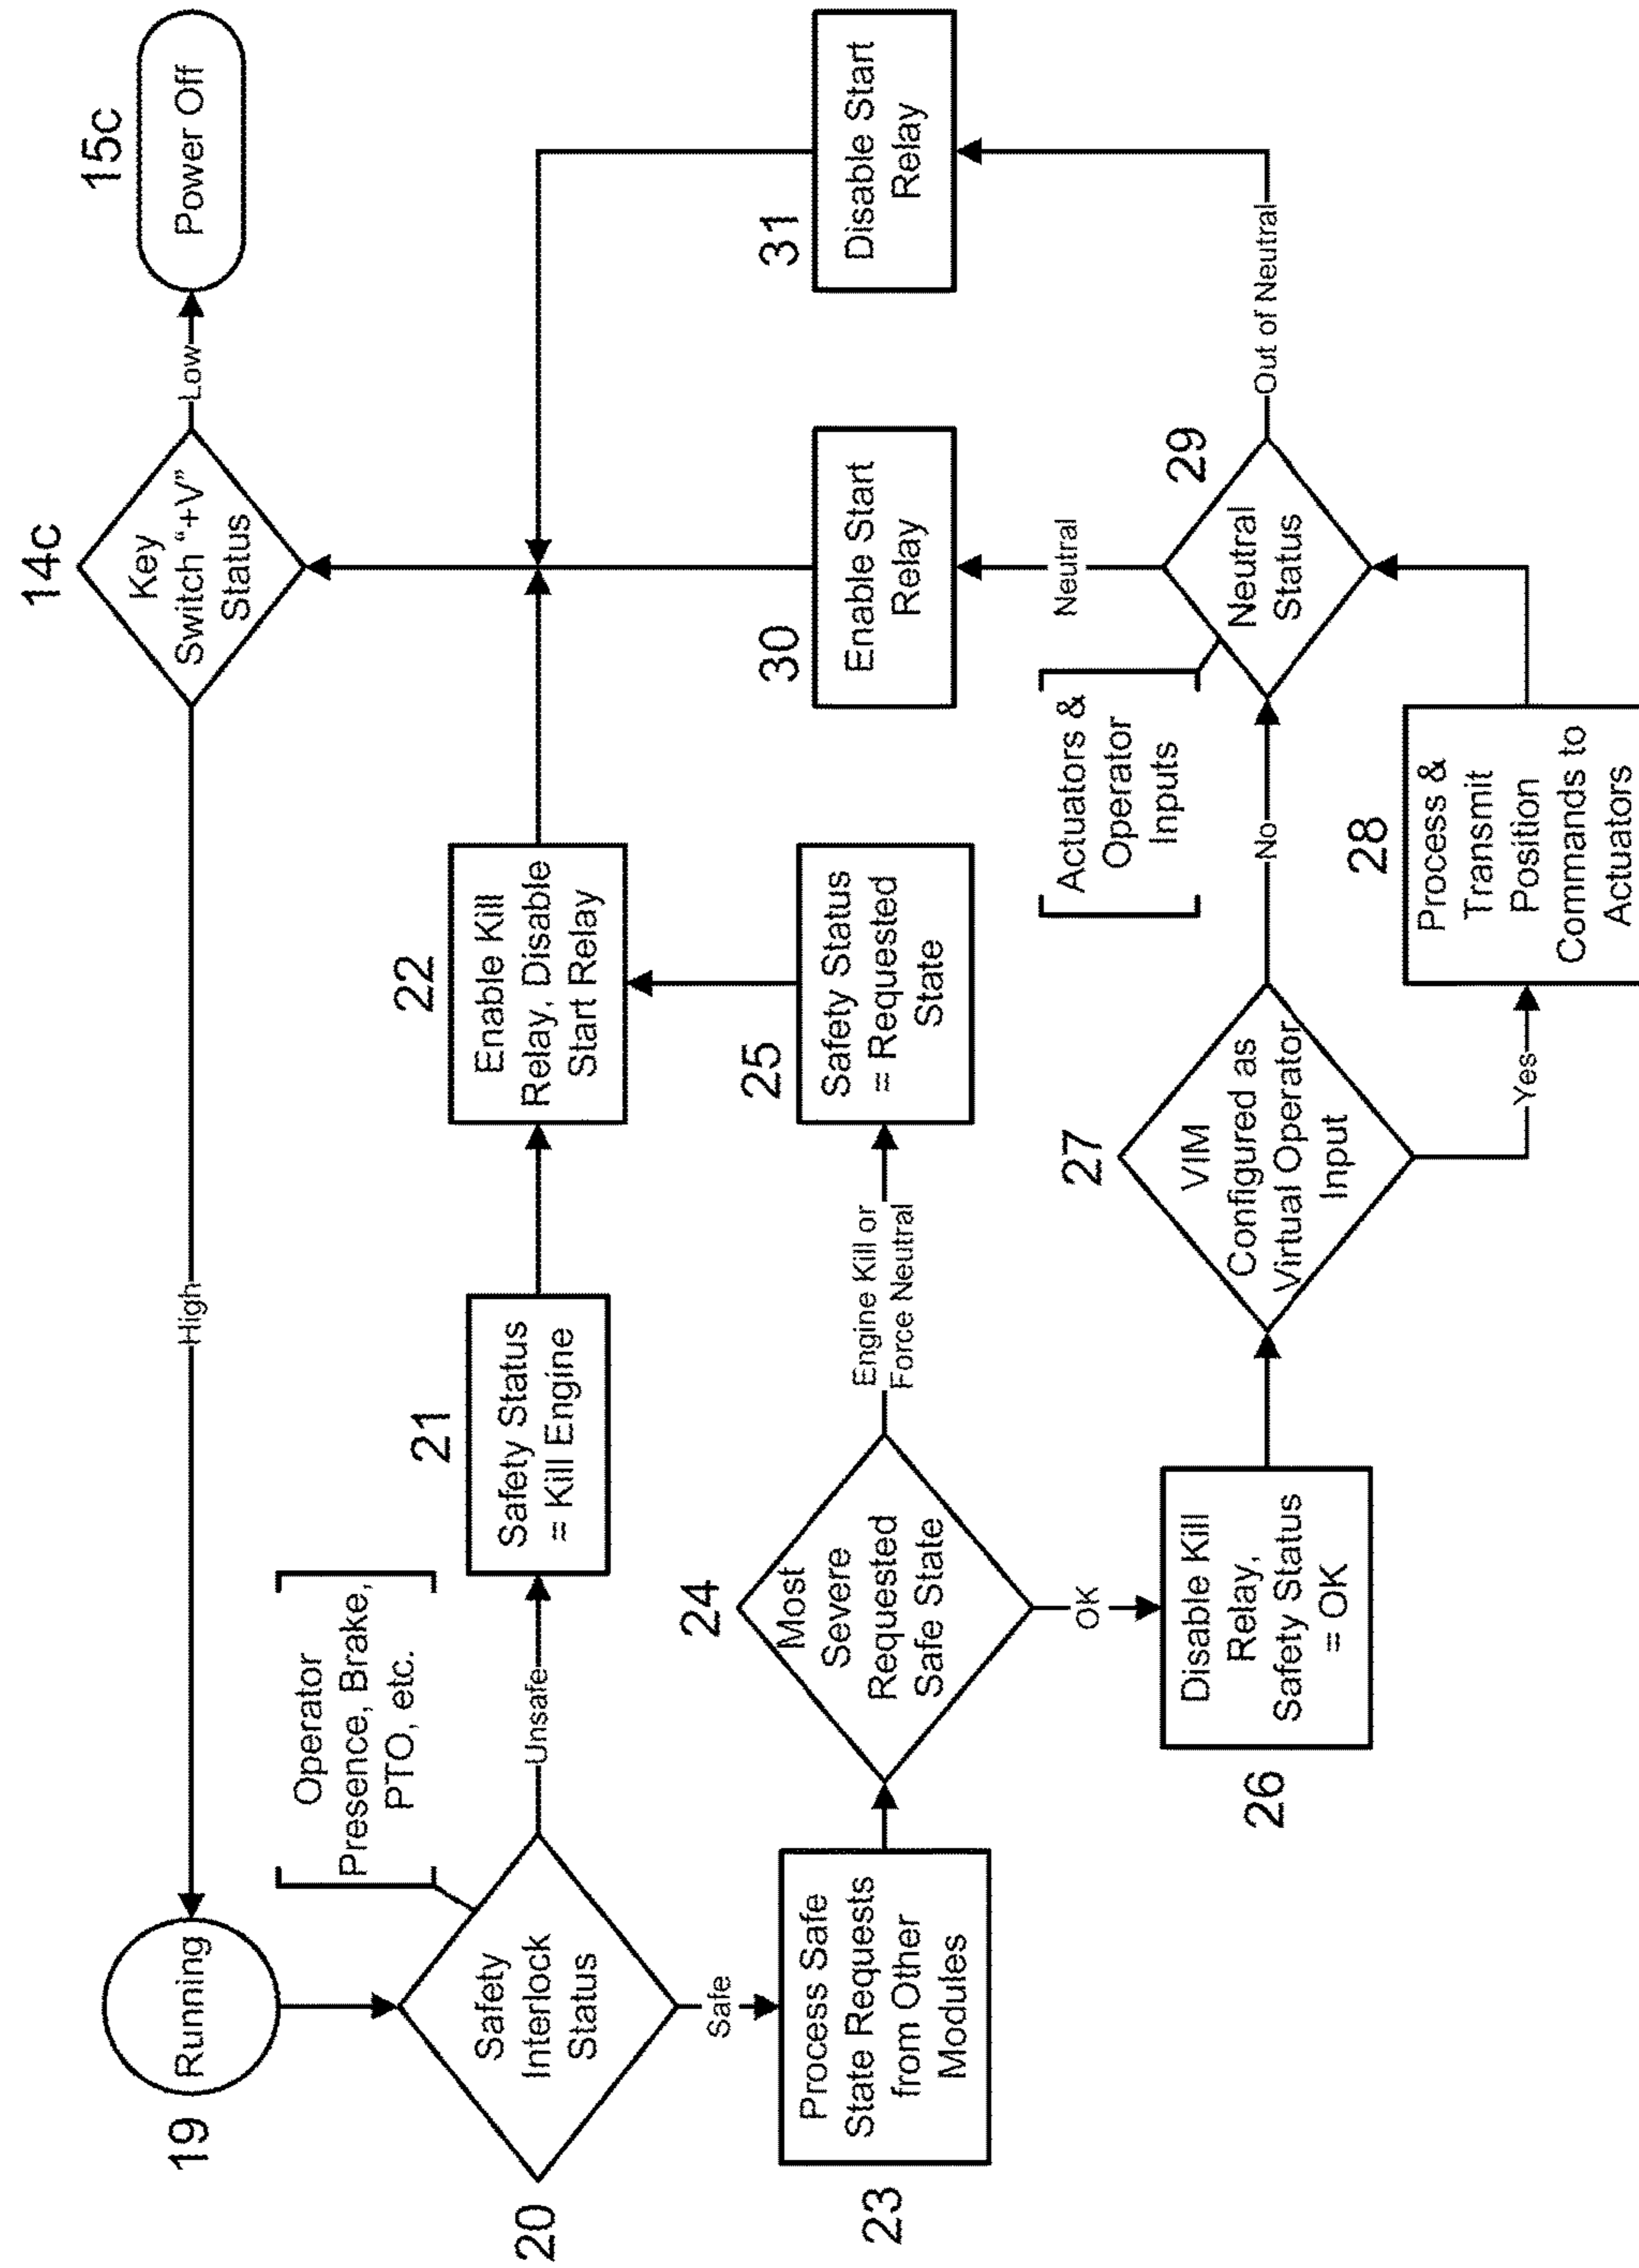 19
Running
High
14c
Key
Switch “+V”
Status
Low
15c
Power Off
20
Safety
Interlock
Status
Operator
Presence, Brake,
PTO, etc.
Unsafe
21
Safety Status
= Kill Engine
22
Enable Kill
Relay, Disable
Start Relay
Safe
23
Process Safe
State Requests
from Other
Modules
24
Most
Severe
Requested
Safe State
Engine Kill or
Force Neutral
25
Safety Status
= Requested
State
OK
26
Disable Kill
Relay,
Safety Status
= OK
27
VIM
Configured as
Virtual Operator
Input
No
Yes
28
Process &
Transmit
Position
Commands to
Actuators
Actuators &
Operator
Inputs
29
Neutral
Status
Neutral
30
Enable Start
Relay
Out of Neutral
31
Disable Start
Relay